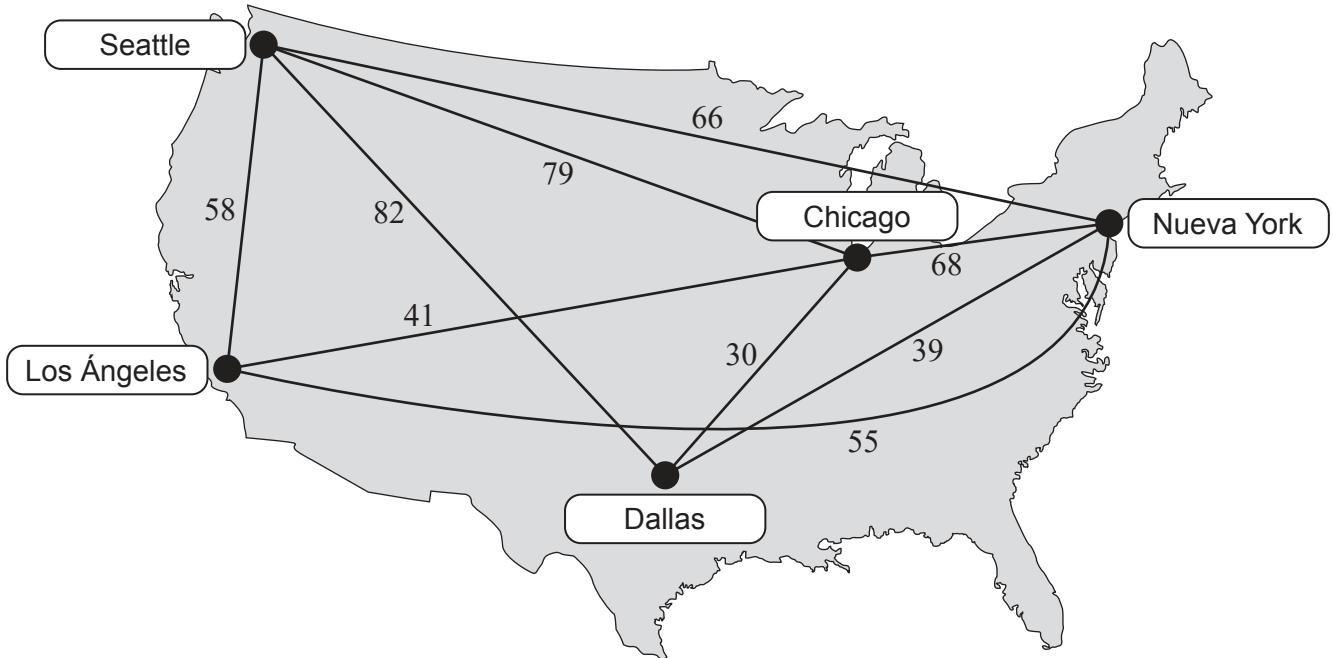 Seattle
66
79
58
82
Chicago
Nueva York
68
41
Los Ángeles
30
39
55
Dallas